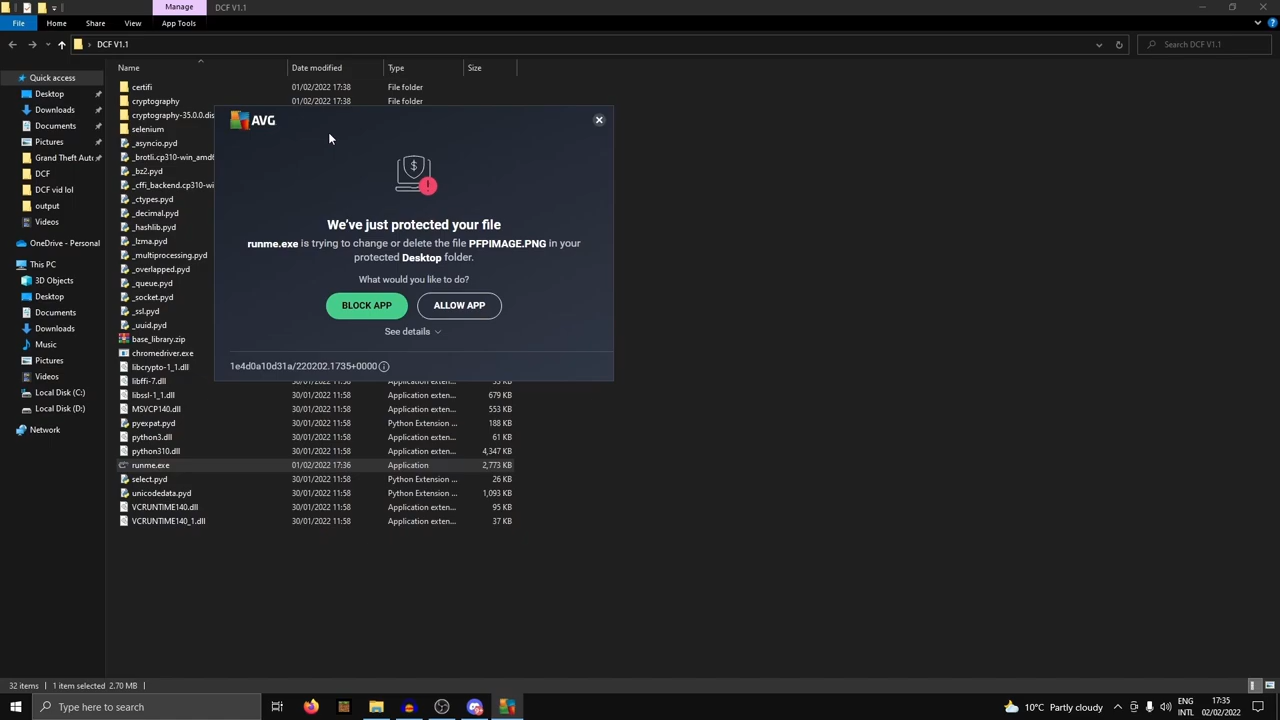 Manage
DCF V1.1
File
Home
Share
View
App Tools
DCF V1.1
Search DCF V1.1
Name
Date modified
Type
Size
Quick access
Desktop
Downloads
Documents
Pictures
Grand Theft Aut
DCF
DCF vid lol
output
Videos
OneDrive - Personal
This PC
3D Objects
Desktop
Documents
Downloads
Music
Pictures
Videos
Local Disk (C:)
Local Disk (D:)
Network
certifi 01/02/2022 17:38 File folder
cryptography 01/02/2022 17:38 File folder
cryptography-35.0.0.dis
selenium
_asyncio.pyd
_brotli.cp310-win_amd6
_bz2.pyd
_cffi_backend.cp310-wi
_ctypes.pyd
_decimal.pyd
_hashlib.pyd
_lzma.pyd
_multiprocessing.pyd
_overlapped.pyd
_queue.pyd
_socket.pyd
_ssl.pyd
_uuid.pyd
base_library.zip
chromedriver.exe
libcrypto-1_1.dll
libffi-7.dll 30/01/2022 11:58 Application exten... 33 KB
libssl-1_1.dll 30/01/2022 11:58 Application exten... 679 KB
MSVCP140.dll 30/01/2022 11:58 Application exten... 553 KB
pyexpat.pyd 30/01/2022 11:58 Python Extension ... 188 KB
python3.dll 30/01/2022 11:58 Application exten... 61 KB
python310.dll 30/01/2022 11:58 Application exten... 4,347 KB
runme.exe 01/02/2022 17:36 Application 2,773 KB
select.pyd 30/01/2022 11:58 Python Extension ... 26 KB
unicodedata.pyd 30/01/2022 11:58 Python Extension ... 1,093 KB
VCRUNTIME140.dll 30/01/2022 11:58 Application exten... 95 KB
VCRUNTIME140_1.dll 30/01/2022 11:58 Application exten... 37 KB
AVG
We've just protected your file
runme.exe is trying to change or delete the file PFPIMAGE.PNG in your
protected Desktop folder.
What would you like to do?
BLOCK APP
ALLOW APP
See details
1e4d0a10d31a/220202.1735+0000
32 items
1 item selected 2.70 MB
Type here to search
10°C Partly cloudy
ENG
INTL
17:35
02/02/2022